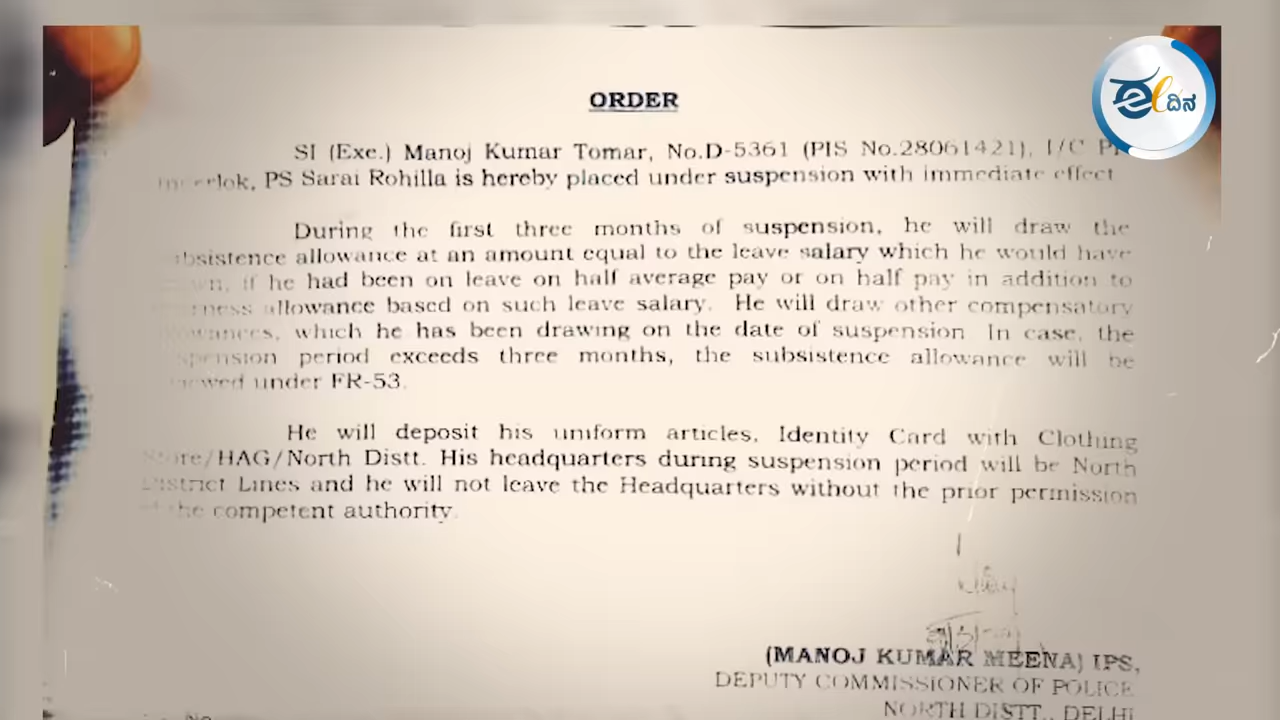 ORDER
SI (Exe.) Manoj Kumar Tomar, No.D-5361 (PIS No.28061421), I/C
PS Sarai Rohilla is hereby placed under suspension with immediate effect
During the first three months of suspension, he will draw the
subsistence allowance at an amount equal to the leave salary which he would have
if he had been on leave on half average pay or on half pay in addition to
allowance based on such leave salary. He will draw other compensatory
which he has been drawing on the date of suspension. In case, the
period exceeds three months, the subsistence allowance will be
under FR-53.
He will deposit his uniform articles, Identity Card with Clothing
Store/HAG/North Distt. His headquarters during suspension period will be North
District Lines and he will not leave the Headquarters without the prior permission
the competent authority.
(MANOJ KUMAR MEENA) IPS,
DEPUTY COMMISSIONER OF POLICE
NORTH DISTT., DELHI
No
ದಿನ